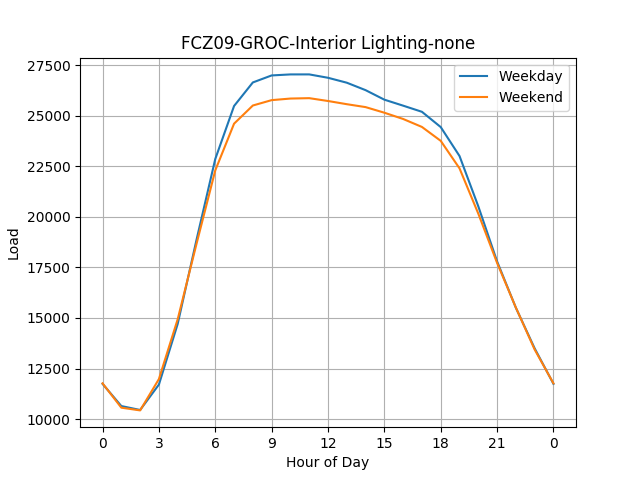 FCZ09-GROC-Interior Lighting-none
27500
25000
22500
20000
17500
15000
12500
10000
Load
Weekday
Weekend
0 3 6 9 12 15 18 21 0
Hour of Day